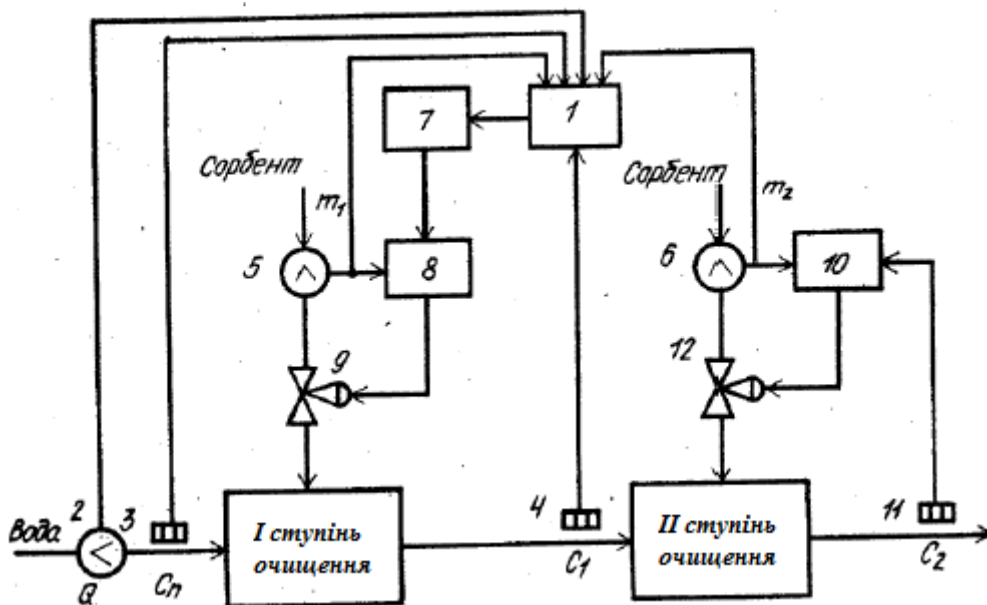 7
1
Сорбент
m₁
Сорбент
m₂
5
8
6
10
9
12
2
3
4
11
Вода
I ступінь
очищення
II ступінь
очищення
Q
Cп
C₁
C₂